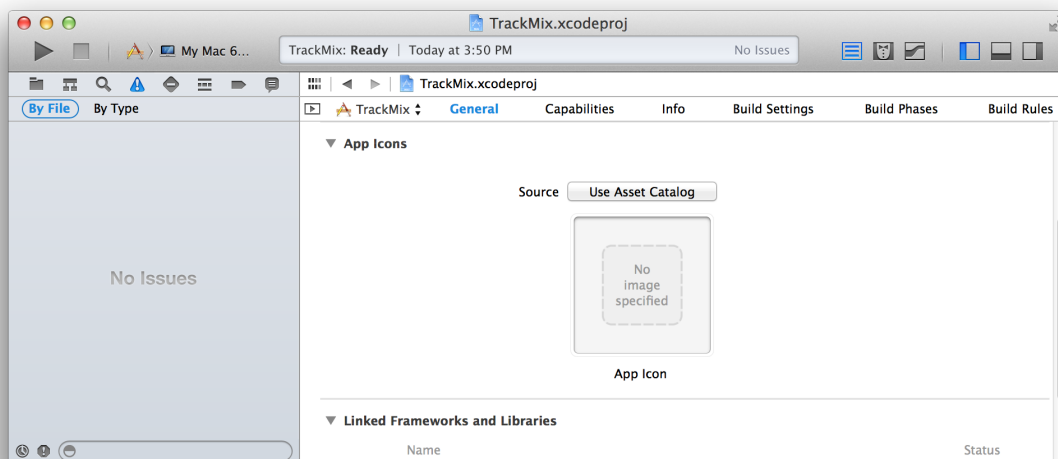 TrackMix.xcodeproj
My Mac 6...
TrackMix: Ready | Today at 3:50 PM
No Issues
TrackMix.xcodeproj
By File
By Type
TrackMix
General
Capabilities
Info
Build Settings
Build Phases
Build Rules
App Icons
Source
Use Asset Catalog
No
image
specified
App Icon
No Issues
Linked Frameworks and Libraries
Name
Status